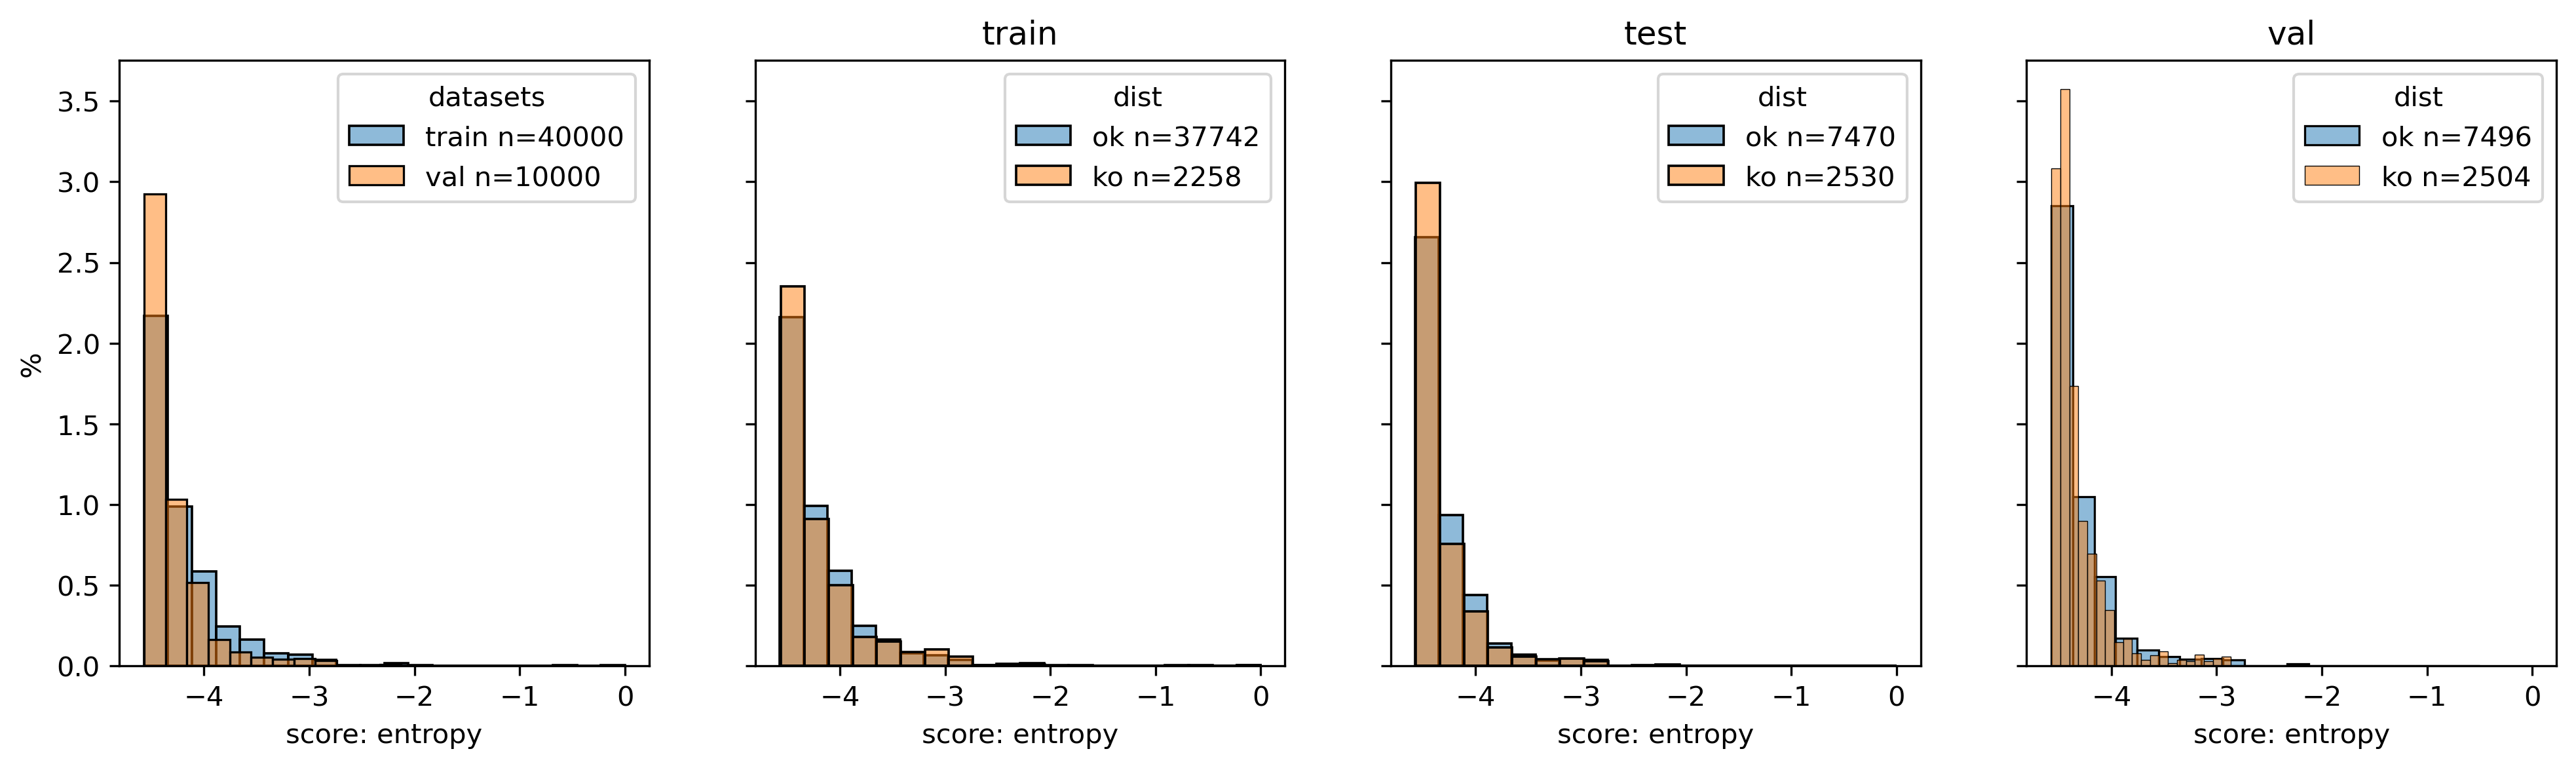 %
3.5
3.0
2.5
2.0
1.5
1.0
0.5
0.0
datasets
train n=40000
val n=10000
−4 −3 −2 −1 0
score: entropy
train
dist
ok n=37742
ko n=2258
−4 −3 −2 −1 0
score: entropy
test
dist
ok n=7470
ko n=2530
−4 −3 −2 −1 0
score: entropy
val
dist
ok n=7496
ko n=2504
−4 −3 −2 −1 0
score: entropy